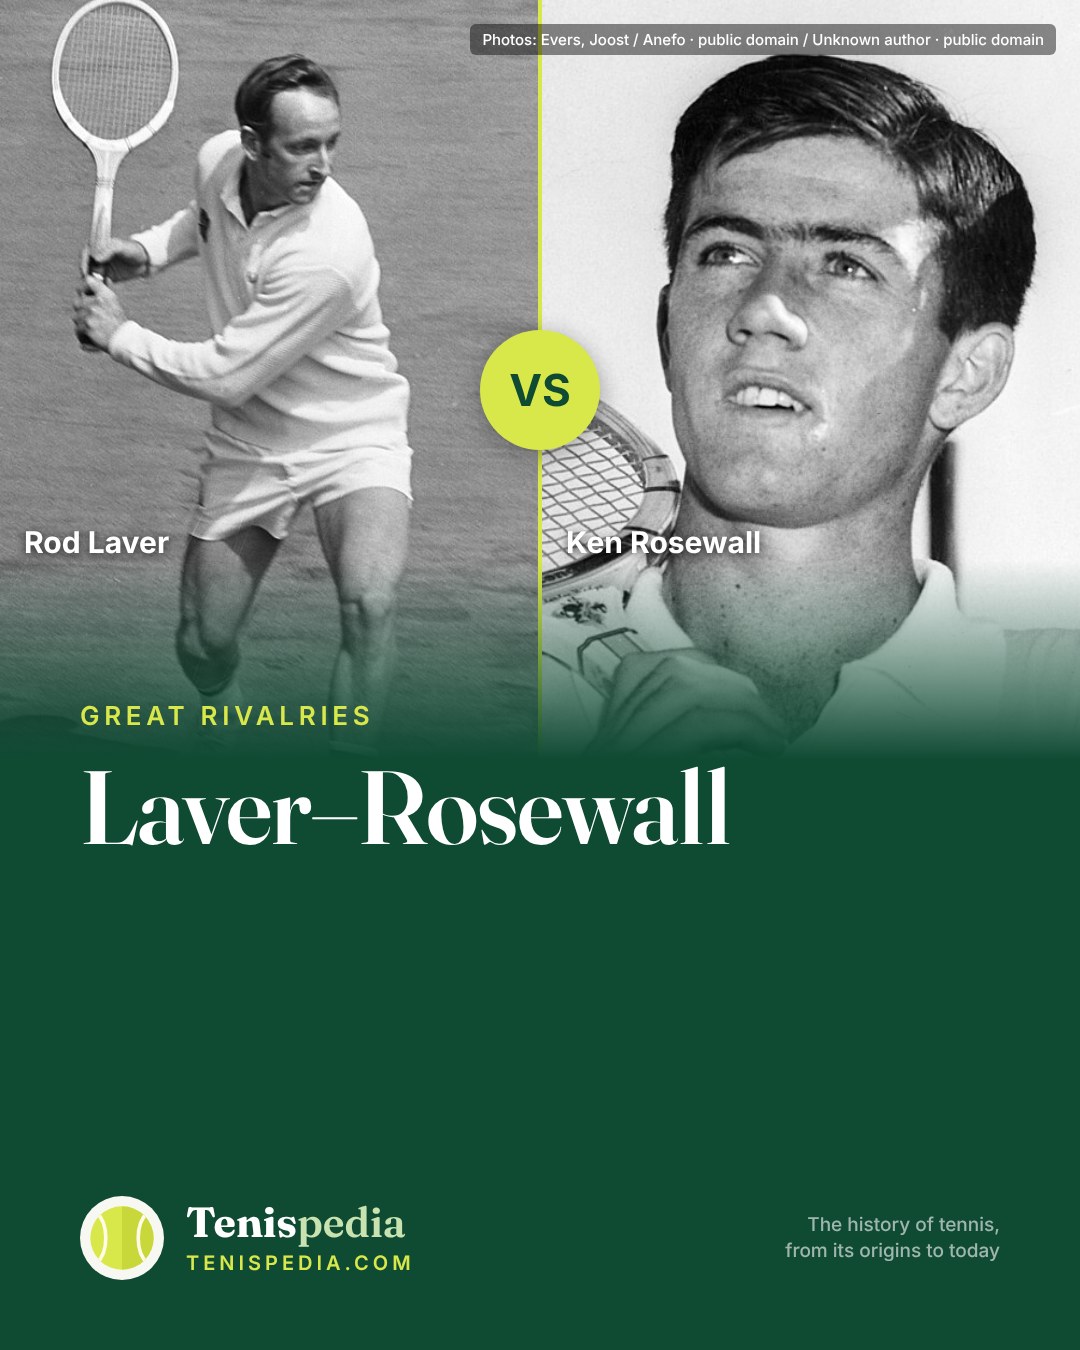 Photos: Evers, Joost / Anefo · public domain / Unknown author · public domain
VS
Rod Laver
Ken Rosewall
GREAT RIVALRIES
Laver–Rosewall
Tenispedia
TENISPEDIA.COM
The history of tennis,
from its origins to today